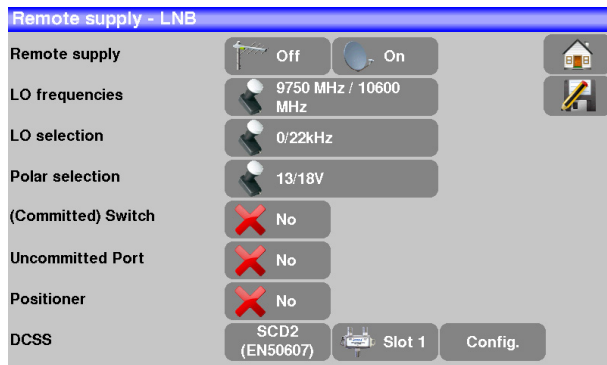 Remote supply - LNB
Remote supply
Off
On
LO frequencies
9750 MHz / 10600
MHz
LO selection
0/22kHz
Polar selection
13/18V
(Committed) Switch
No
Uncommitted Port
No
Positioner
No
DCSS
SCD2
(EN50607)
Slot 1
Config.